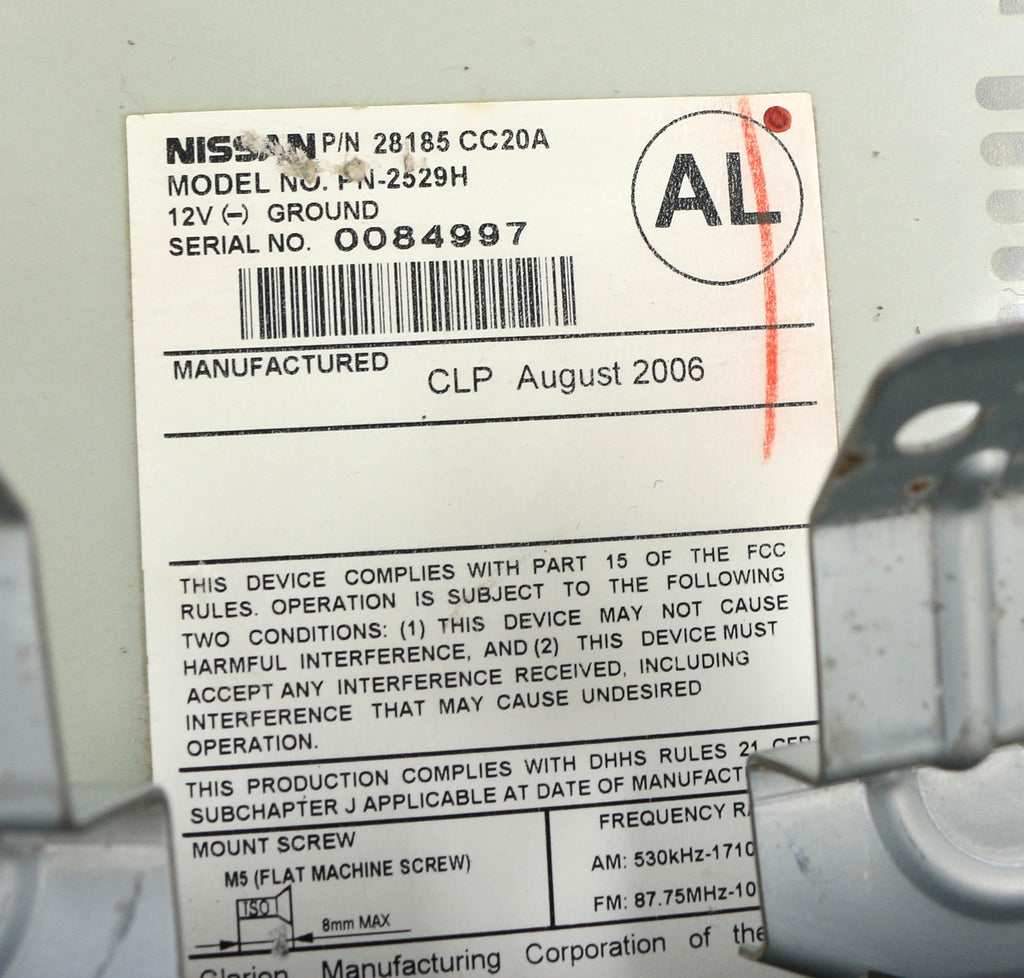 NISSAN P/N 28185 CC20A
MODEL NO. PN-2529H
12V (–) GROUND
SERIAL NO. 0084997
AL
MANUFACTURED CLP August 2006
THIS DEVICE COMPLIES WITH PART 15 OF THE FCC
RULES. OPERATION IS SUBJECT TO THE FOLLOWING
TWO CONDITIONS: (1) THIS DEVICE MAY NOT CAUSE
HARMFUL INTERFERENCE, AND (2) THIS DEVICE MUST
ACCEPT ANY INTERFERENCE RECEIVED, INCLUDING
INTERFERENCE THAT MAY CAUSE UNDESIRED
OPERATION.
THIS PRODUCTION COMPLIES WITH DHHS RULES 21 CFR
SUBCHAPTER J APPLICABLE AT DATE OF MANUFACT
MOUNT SCREW
M5 (FLAT MACHINE SCREW)
ISO
8mm MAX
FREQUENCY RA
AM: 530kHz-1710
FM: 87.75MHz-10
Clarion Manufacturing Corporation of the